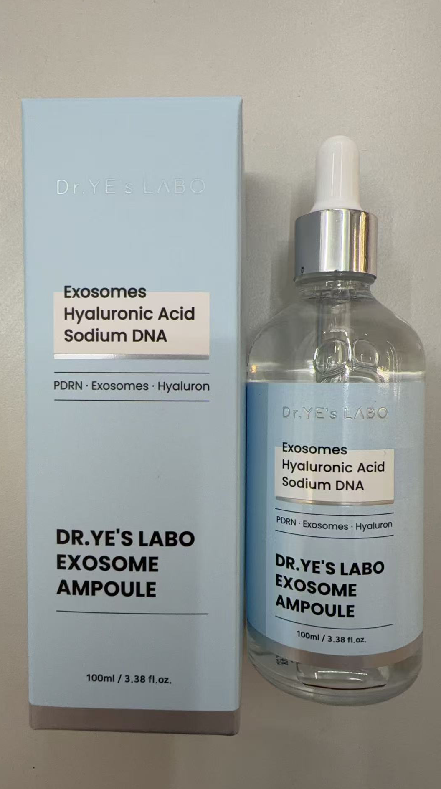 Dr.YE's LABO
Exosomes
Hyaluronic Acid
Sodium DNA
PDRN · Exosomes · Hyaluron
DR.YE'S LABO
EXOSOME
AMPOULE
100ml / 3.38 fl.oz.
Dr.YE's LABO
Exosomes
Hyaluronic Acid
Sodium DNA
PDRN · Exosomes · Hyaluron
DR.YE'S LABO
EXOSOME
AMPOULE
100ml / 3.38 fl.oz.